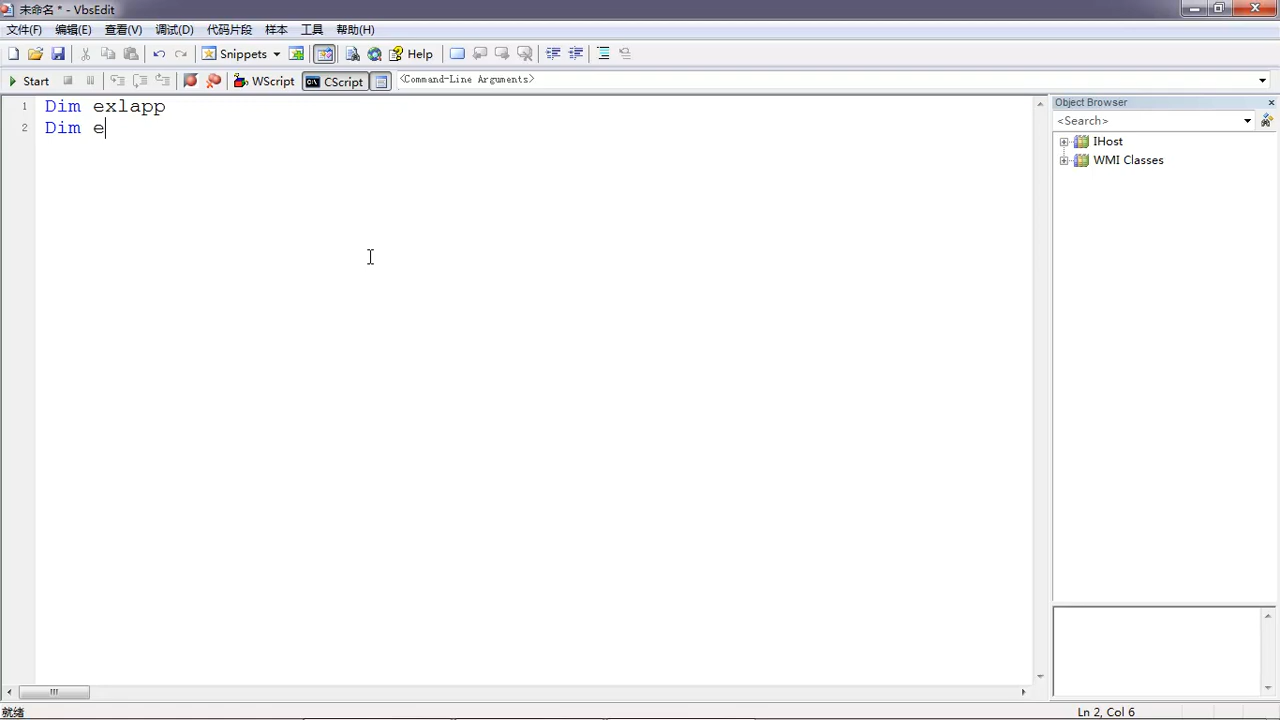 未命名 * - VbsEdit
文件(F) 编辑(E) 查看(V) 调试(D) 代码片段 样本 工具 帮助(H)
Snippets Help
Start WScript CScript <Command-Line Arguments>
1 Dim exlapp
2 Dim e
Object Browser
<Search>
IHost
WMI Classes
就绪 Ln 2, Col 6